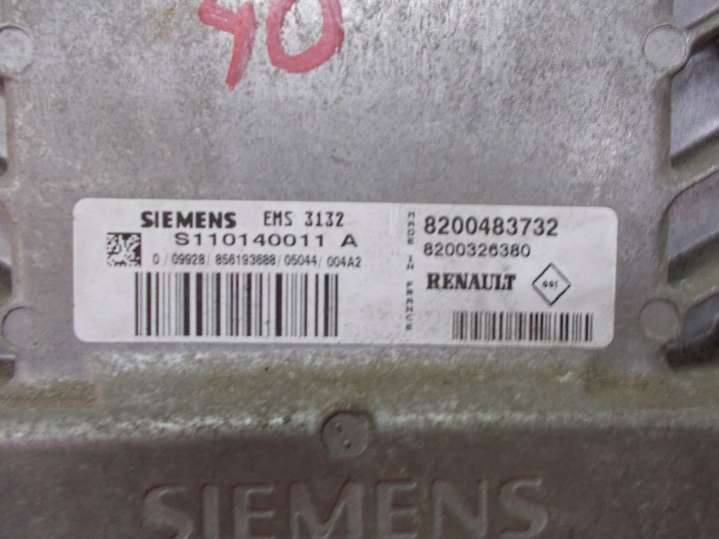 40
SIEMENS EMS 3132
S110140011 A
0 / 09928 / 856193688 / 05044 / 004A2
MADE IN FRANCE
8200483732
8200326380
RENAULT
SIEMENS